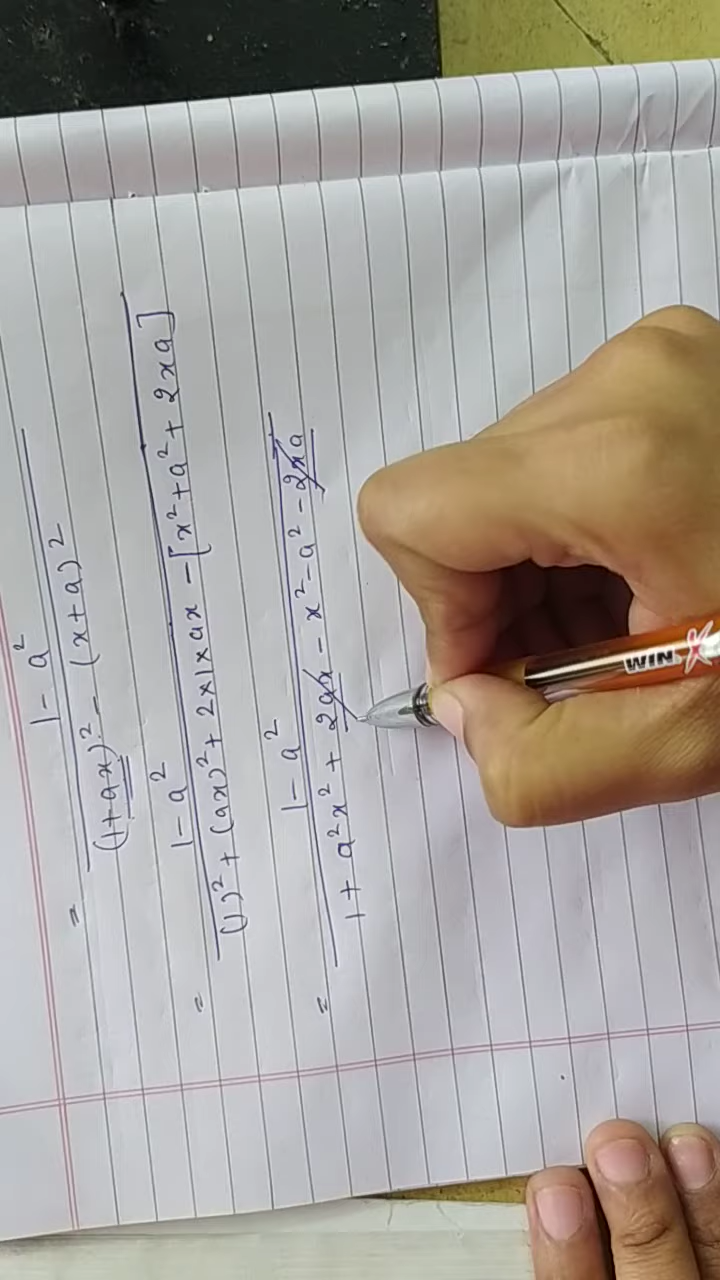 1 - a²
= (1+ax)² - (x+a)²
1 - a²
= (1)² + (ax)² + 2×1×ax - [x² + a² + 2xa]
1 - a²
= 1 + a²x² + 2ax - x² - a² - 2xa
WIN X